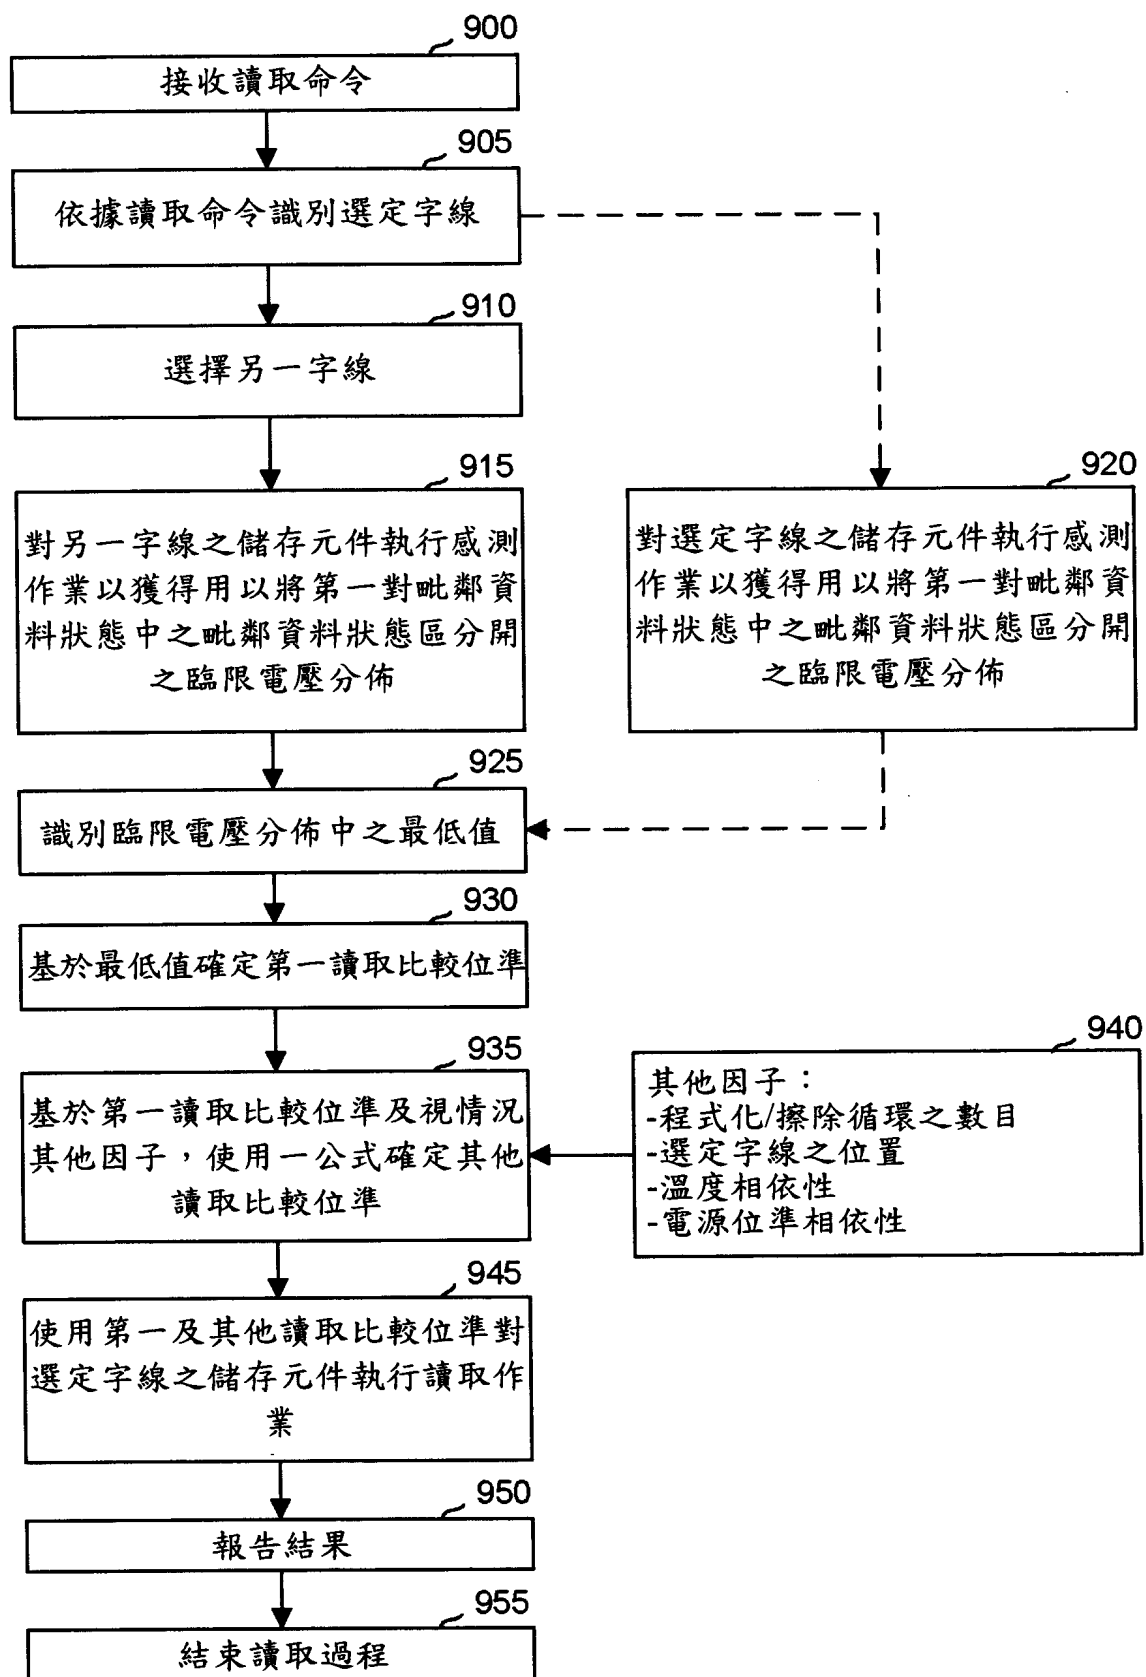 900
接收讀取命令
905
依據讀取命令識別選定字線
910
選擇另一字線
915
對另一字線之儲存元件執行感測
作業以獲得用以將第一對毗鄰資
料狀態中之毗鄰資料狀態區分開
之臨限電壓分佈
920
對選定字線之儲存元件執行感測
作業以獲得用以將第一對毗鄰資
料狀態中之毗鄰資料狀態區分開
之臨限電壓分佈
925
識別臨限電壓分佈中之最低值
930
基於最低值確定第一讀取比較位準
935
基於第一讀取比較位準及視情況
其他因子，使用一公式確定其他
讀取比較位準
940
其他因子：
-程式化/擦除循環之數目
-選定字線之位置
-溫度相依性
-電源位準相依性
945
使用第一及其他讀取比較位準對
選定字線之儲存元件執行讀取作
業
950
報告結果
955
結束讀取過程